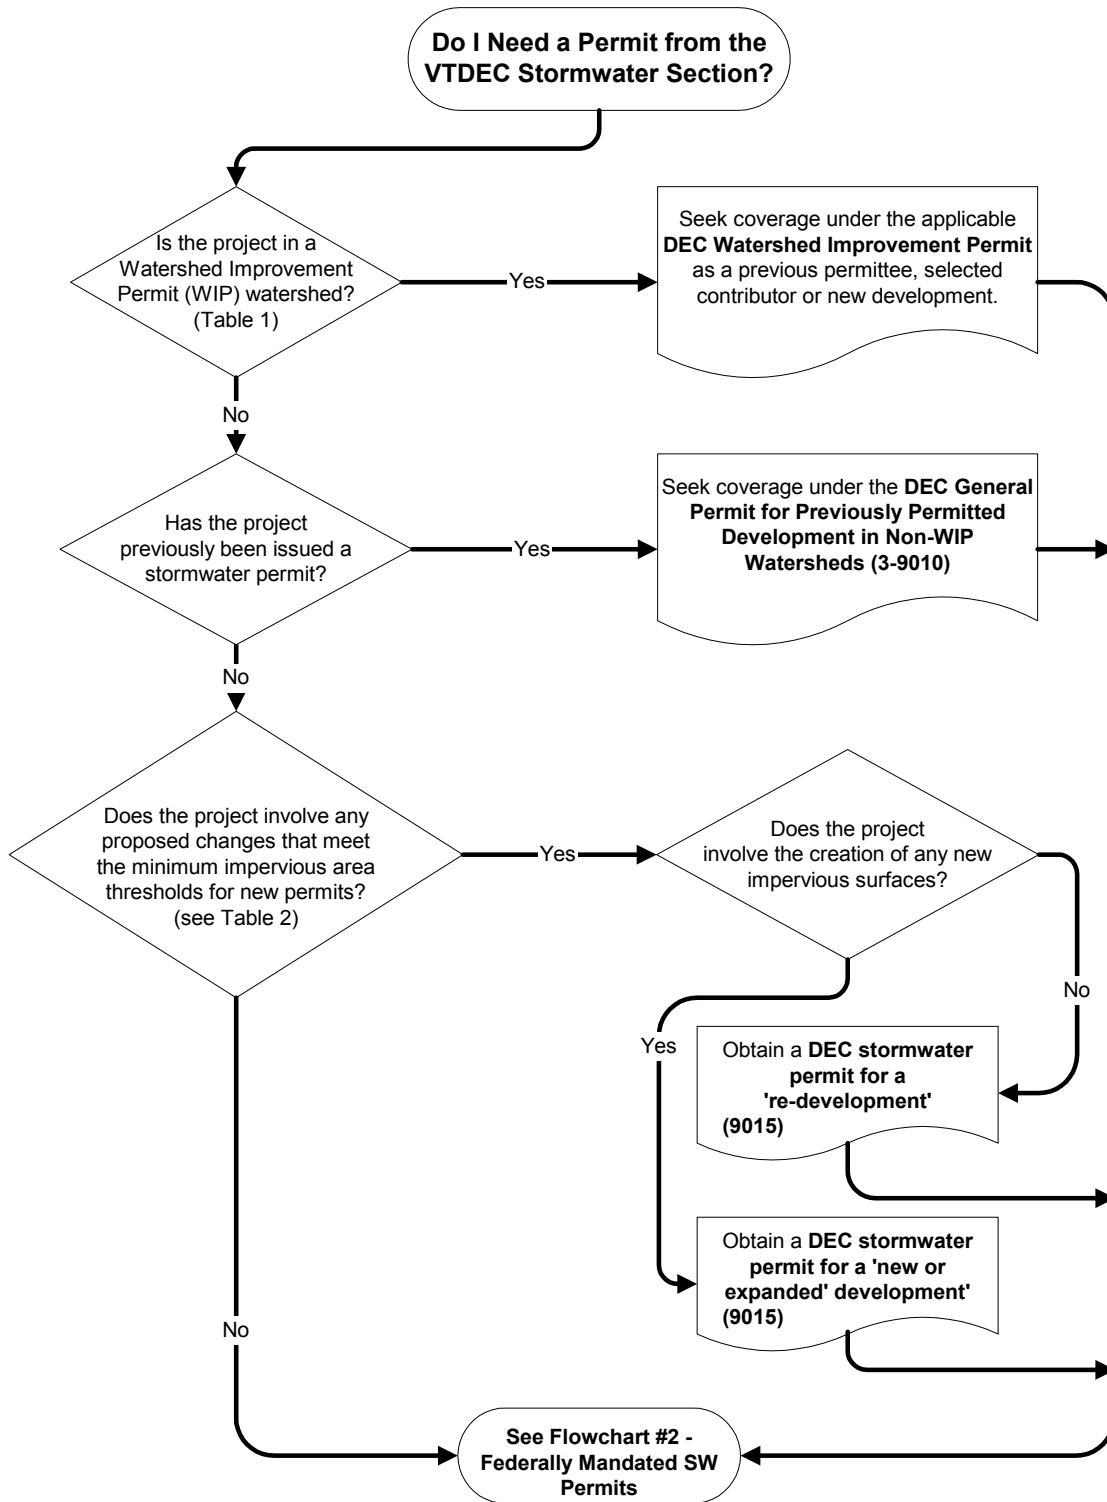 Do I Need a Permit from the
VTDEC Stormwater Section?
Is the project in a
Watershed Improvement
Permit (WIP) watershed?
(Table 1)
Yes
Seek coverage under the applicable
DEC Watershed Improvement Permit
as a previous permittee, selected
contributor or new development.
No
Has the project
previously been issued a
stormwater permit?
Yes
Seek coverage under the DEC General
Permit for Previously Permitted
Development in Non-WIP
Watersheds (3-9010)
No
Does the project involve any
proposed changes that meet
the minimum impervious area
thresholds for new permits?
(see Table 2)
Yes
Does the project
involve the creation of any new
impervious surfaces?
No
Yes
Obtain a DEC stormwater
permit for a
're-development'
(9015)
Obtain a DEC stormwater
permit for a 'new or
expanded' development'
(9015)
No
See Flowchart #2 -
Federally Mandated SW
Permits